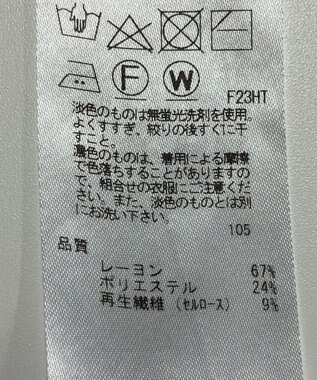 F
W
F23HT
淡色のものは無蛍光洗剤を使用。
よくすすぎ、絞りの後すぐに干
すこと。
濃色のものは、着用による摩擦
で色落ちすることがありますの
で、組合せの衣服にご注意くださ
い。また、淡色のものとは別
にお洗い下さい。
105
品質
レーヨン 67%
ポリエステル 24%
再生繊維（セルロース） 9%